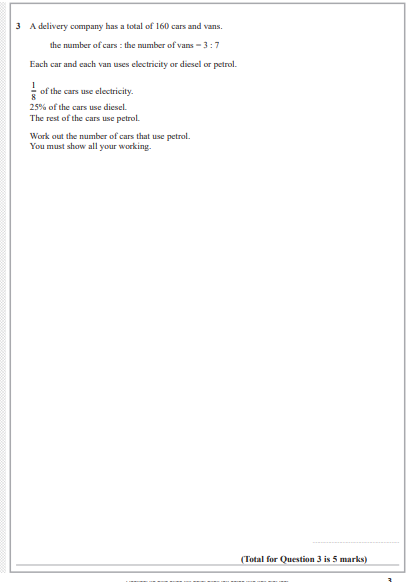 3 A delivery company has a total of 160 cars and vans.
the number of cars : the number of vans = 3 : 7
Each car and each van uses electricity or diesel or petrol.
1/8 of the cars use electricity.
25% of the cars use diesel.
The rest of the cars use petrol.
Work out the number of cars that use petrol.
You must show all your working.
(Total for Question 3 is 5 marks)
3